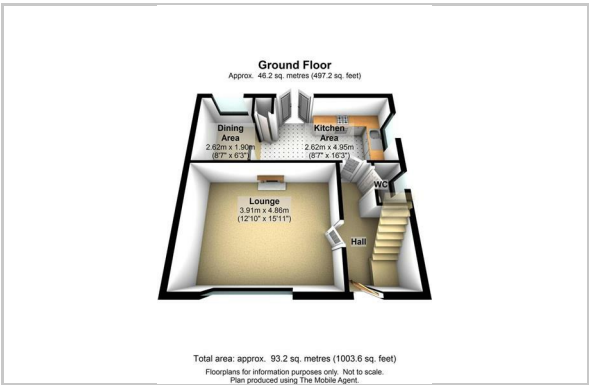 Ground Floor
Approx. 46.2 sq. metres (497.2 sq. feet)
Dining
Area
2.62m x 1.90m
(8'7" x 6'3")
Kitchen
Area
2.62m x 4.95m
(8'7" x 16'3")
WC
Lounge
3.91m x 4.86m
(12'10" x 15'11")
Hall
Total area: approx. 93.2 sq. metres (1003.6 sq. feet)
Floorplans for information purposes only. Not to scale.
Plan produced using The Mobile Agent.